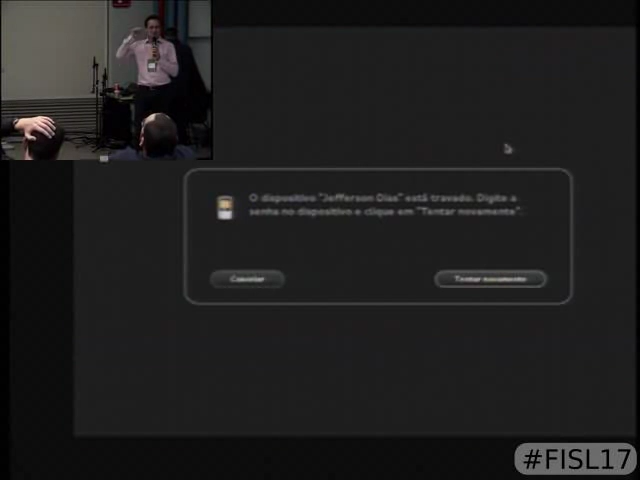 O dispositivo "Jefferson Dias" está travado. Digite a
senha no dispositivo e clique em "Tentar novamente".
Cancelar
Tentar novamente
#FISL17